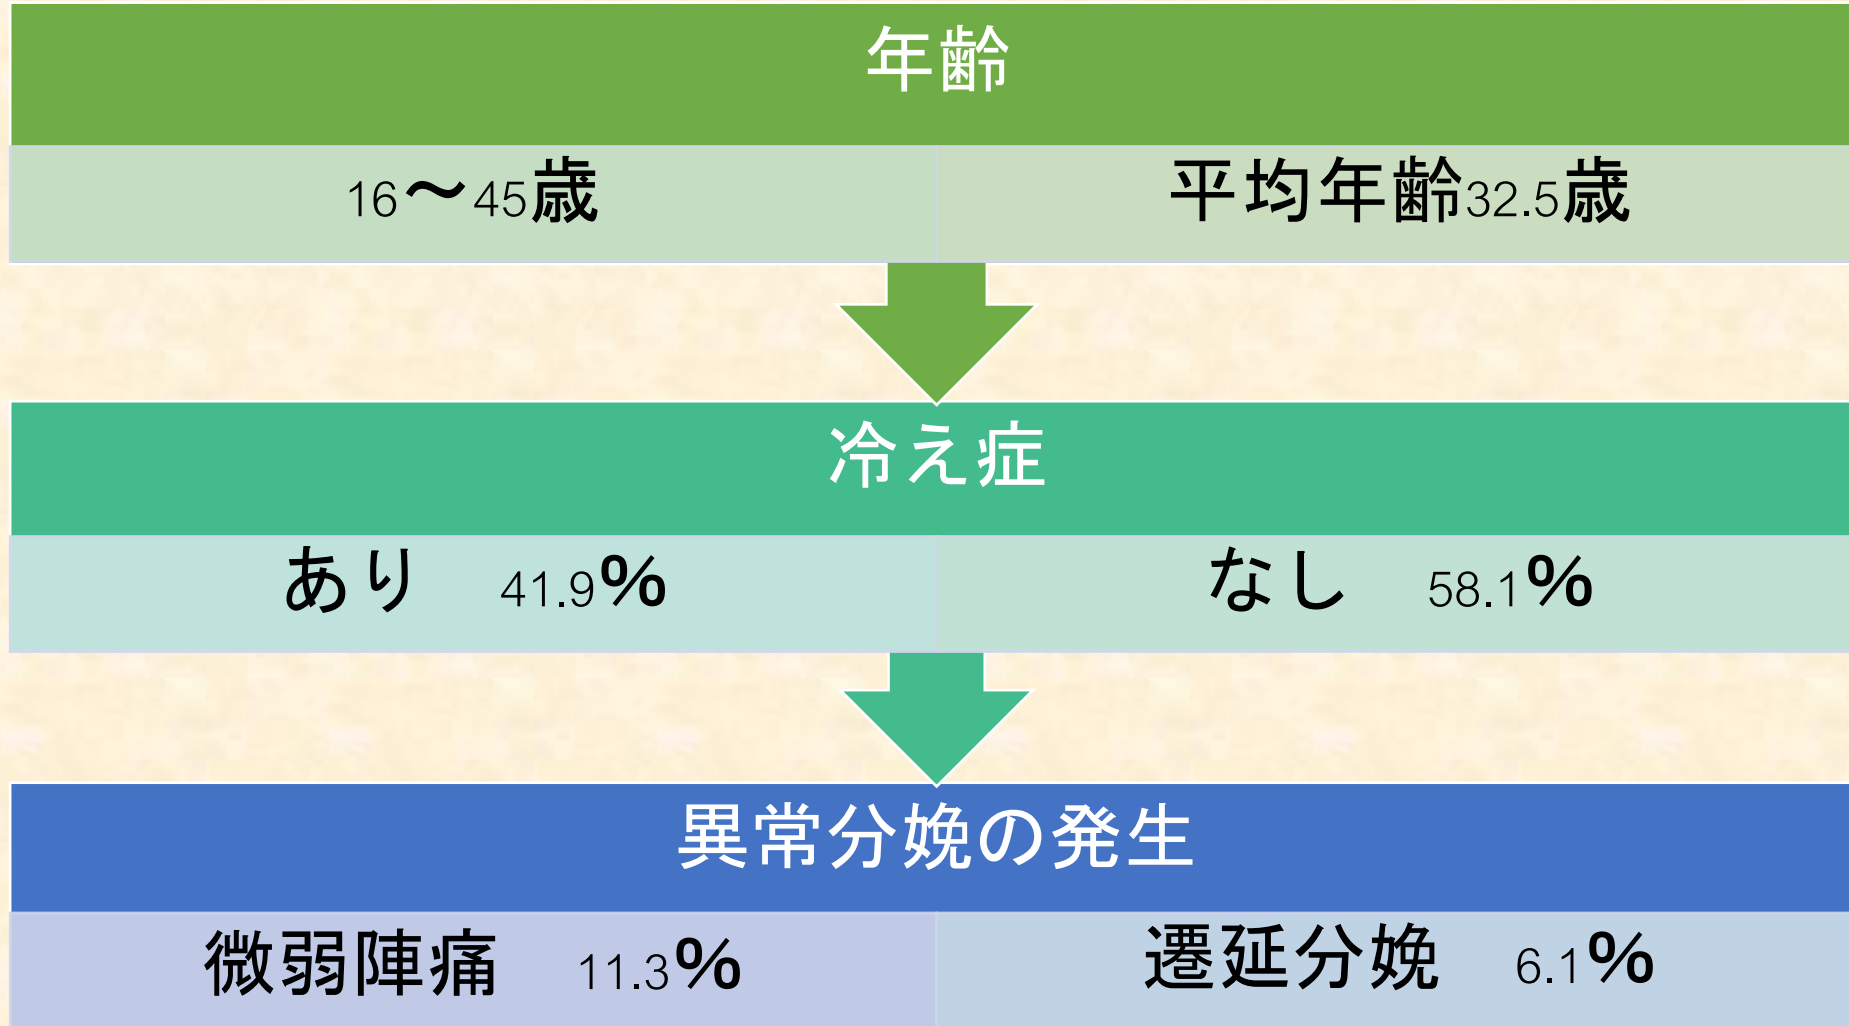 年齢
16〜45歳
平均年齢32.5歳
冷え症
あり　41.9%
なし　58.1%
異常分娩の発生
微弱陣痛　11.3%
遷延分娩　6.1%